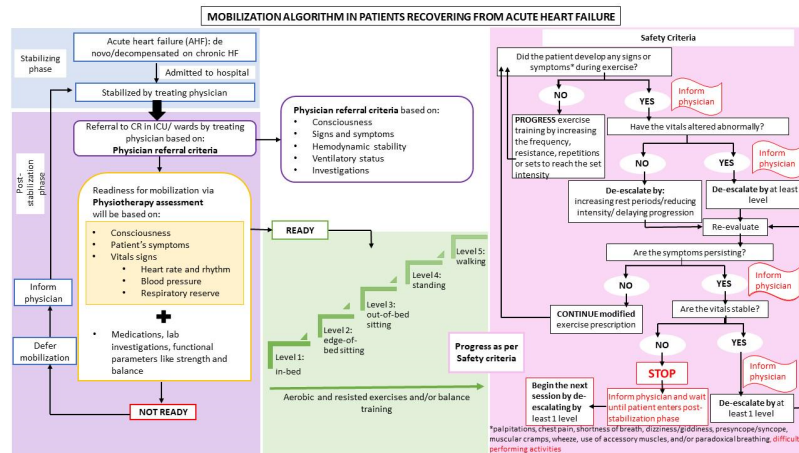 MOBILIZATION ALGORITHM IN PATIENTS RECOVERING FROM ACUTE HEART FAILURE
Stabilizing
phase
Acute heart failure (AHF): de
novo/decompensated on chronic HF
Admitted to hospital
Stabilized by treating physician
Post-
stabilization
phase
Referral to CR in ICU/ wards by treating
physician based on:
Physician referral criteria
Physician referral criteria based on:
• Consciousness
• Signs and symptoms
• Hemodynamic stability
• Ventilatory status
• Investigations
Readiness for mobilization via
Physiotherapy assessment
will be based on:
• Consciousness
• Patient's symptoms
• Vitals signs
• Heart rate and rhythm
• Blood pressure
• Respiratory reserve
• Medications, lab
investigations, functional
parameters like strength and
balance
Inform
physician
Defer
mobilization
NOT READY
READY
Level 1:
in-bed
Level 2:
edge-of-
bed sitting
Level 3:
out-of-bed
sitting
Level 4:
standing
Level 5:
walking
Aerobic and resisted exercises and/or balance
training
Progress as per
Safety criteria
Safety Criteria
Did the patient develop any signs or
symptoms* during exercise?
NO
YES
Inform
physician
PROGRESS exercise
training by increasing
the frequency,
resistance, repetitions
or sets to reach the set
intensity
Have the vitals altered abnormally?
NO
YES
Inform
physician
De-escalate by:
increasing rest periods/reducing
intensity/ delaying progression
De-escalate by at least
level
Re-evaluate
Are the symptoms persisting?
NO
YES
Inform
physician
CONTINUE modified
exercise prescription
Are the vitals stable?
NO
YES
Inform
physician
STOP
Inform physician and wait
until patient enters post-
stabilization phase
Begin the next
session by de-
escalating by
least 1 level
De-escalate by at
least 1 level
*palpitations, chest pain, shortness of breath, dizziness/giddiness, presyncope/syncope,
muscular cramps, wheeze, use of accessory muscles, and/or paradoxical breathing, difficult
performing activities